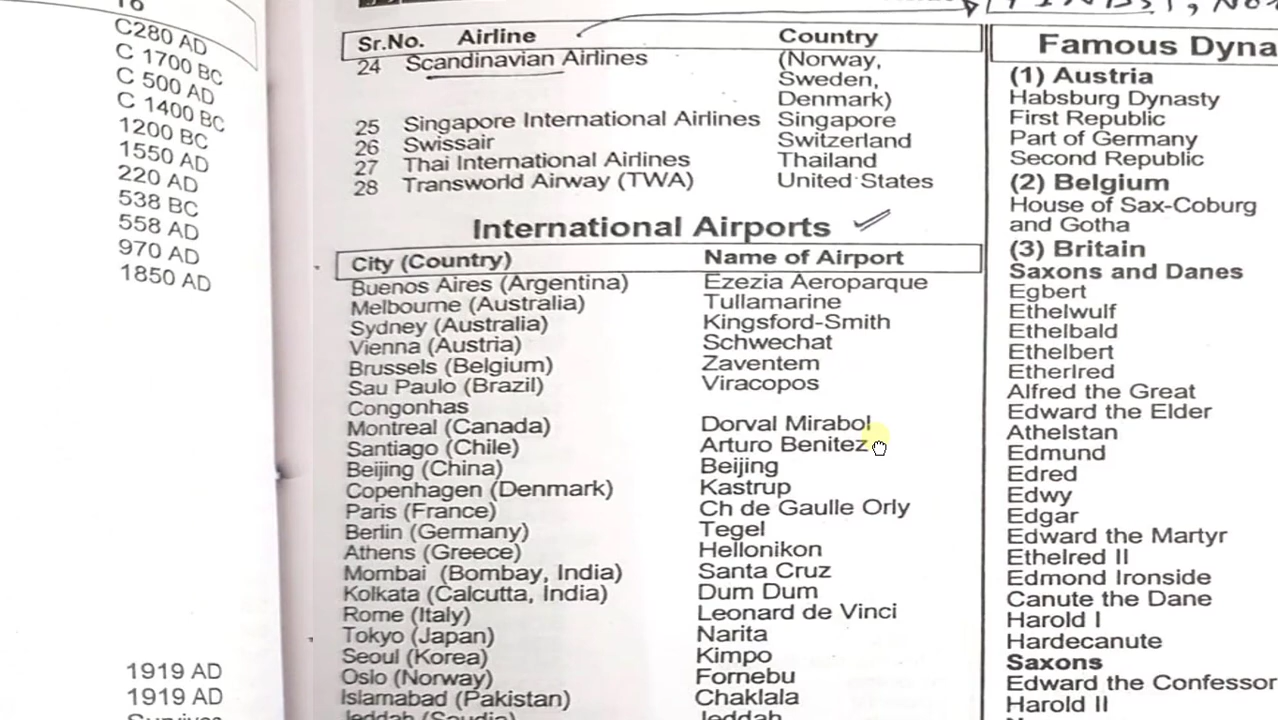 C280 AD
C 1700 BC
C 500 AD
C 1400 BC
1200 BC
1550 AD
220 AD
538 BC
558 AD
970 AD
1850 AD
1919 AD
1919 AD
Sr.No. Airline Country
24 Scandinavian Airlines (Norway,
Sweden,
Denmark)
25 Singapore International Airlines Singapore
26 Swissair Switzerland
27 Thai International Airlines Thailand
28 Transworld Airway (TWA) United States
International Airports
City (Country) Name of Airport
Buenos Aires (Argentina) Ezezia Aeroparque
Melbourne (Australia) Tullamarine
Sydney (Australia) Kingsford-Smith
Vienna (Austria) Schwechat
Brussels (Belgium) Zaventem
Sau Paulo (Brazil) Viracopos
Congonhas
Montreal (Canada) Dorval Mirabol
Santiago (Chile) Arturo Benitez
Beijing (China) Beijing
Copenhagen (Denmark) Kastrup
Paris (France) Ch de Gaulle Orly
Berlin (Germany) Tegel
Athens (Greece) Hellonikon
Mombai (Bombay, India) Santa Cruz
Kolkata (Calcutta, India) Dum Dum
Rome (Italy) Leonard de Vinci
Tokyo (Japan) Narita
Seoul (Korea) Kimpo
Oslo (Norway) Fornebu
Islamabad (Pakistan) Chaklala
Jeddah (Saudia) Jeddah
Famous Dyna
(1) Austria
Habsburg Dynasty
First Republic
Part of Germany
Second Republic
(2) Belgium
House of Sax-Coburg
and Gotha
(3) Britain
Saxons and Danes
Egbert
Ethelwulf
Ethelbald
Ethelbert
Etherlred
Alfred the Great
Edward the Elder
Athelstan
Edmund
Edred
Edwy
Edgar
Edward the Martyr
Ethelred II
Edmond Ironside
Canute the Dane
Harold I
Hardecanute
Saxons
Edward the Confessor
Harold II